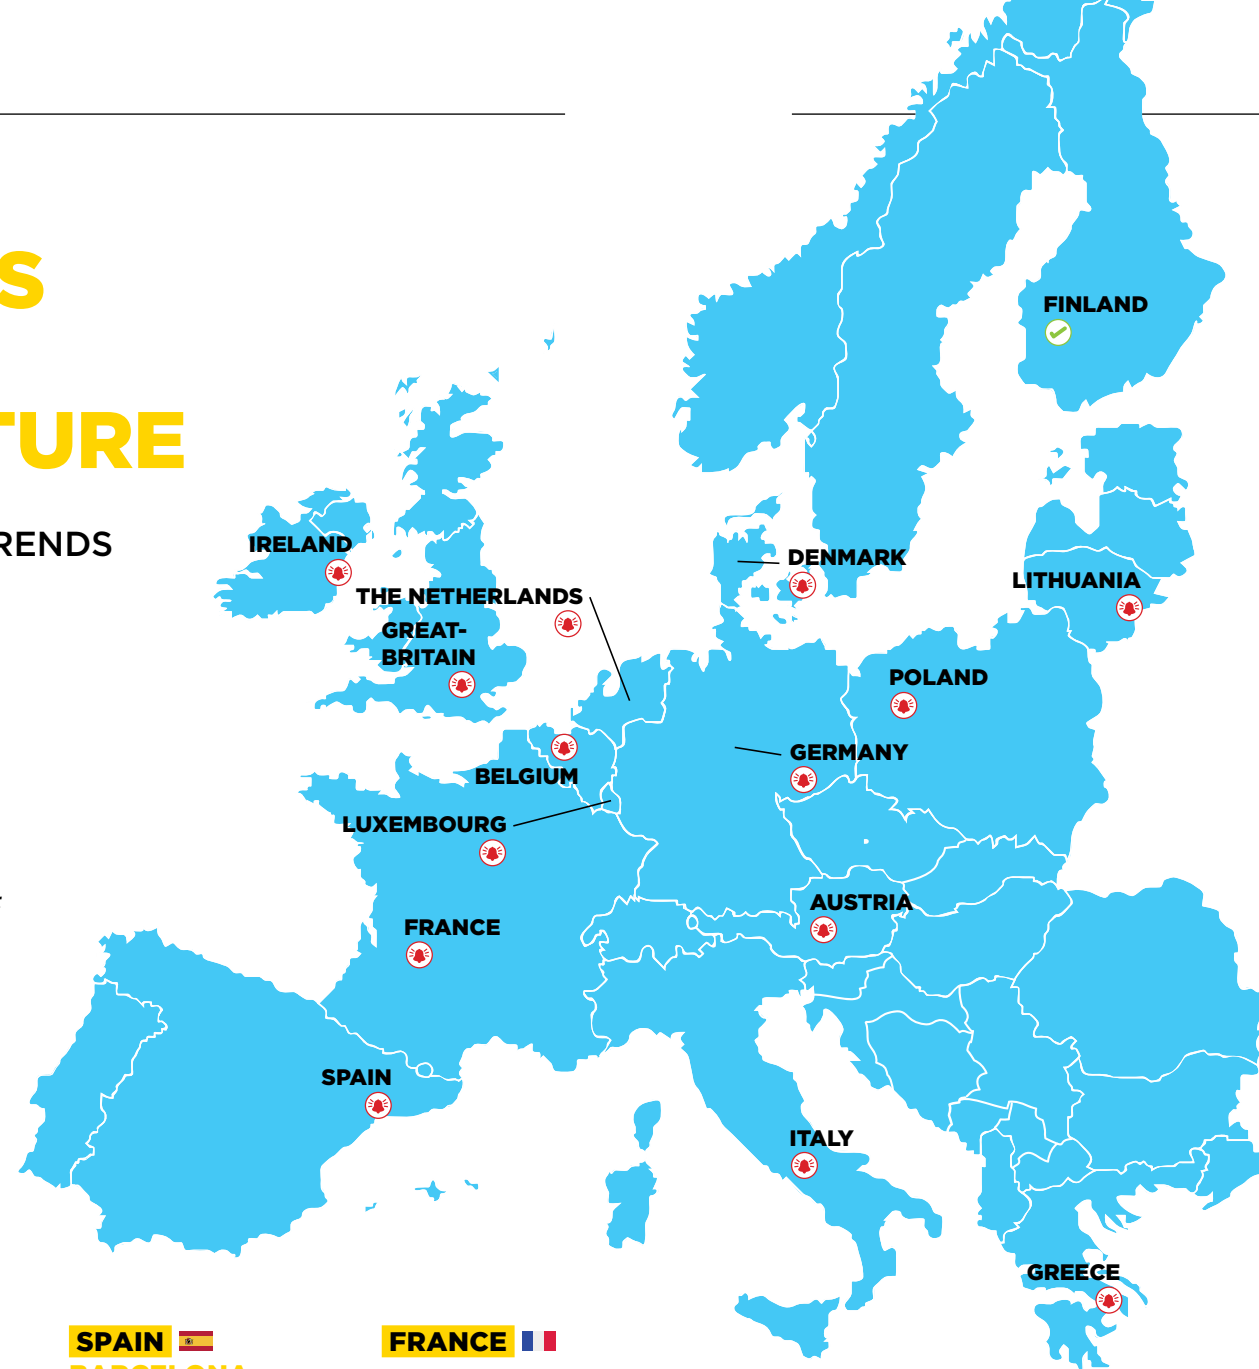 S
TURE
RENDS
FINLAND
IRELAND
DENMARK
LITHUANIA
THE NETHERLANDS
GREAT-
BRITAIN
POLAND
GERMANY
BELGIUM
LUXEMBOURG
AUSTRIA
FRANCE
SPAIN
ITALY
GREECE
SPAIN
FRANCE
BARCELONA